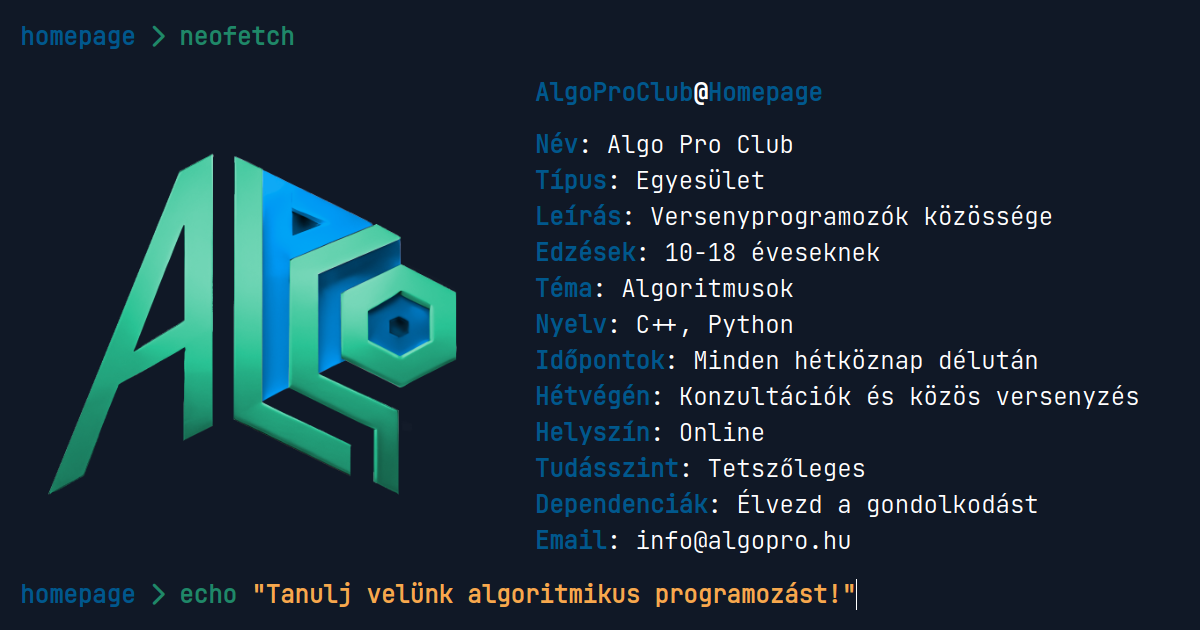 homepage > neofetch
ALGO
AlgoProClub@Homepage
Név: Algo Pro Club
Típus: Egyesület
Leírás: Versenyprogramozók közössége
Edzések: 10-18 éveseknek
Téma: Algoritmusok
Nyelv: C++, Python
Időpontok: Minden hétköznap délután
Hétvégén: Konzultációk és közös versenyzés
Helyszín: Online
Tudásszint: Tetszőleges
Dependenciák: Élvezd a gondolkodást
Email: info@algopro.hu
homepage > echo "Tanulj velünk algoritmikus programozást!"